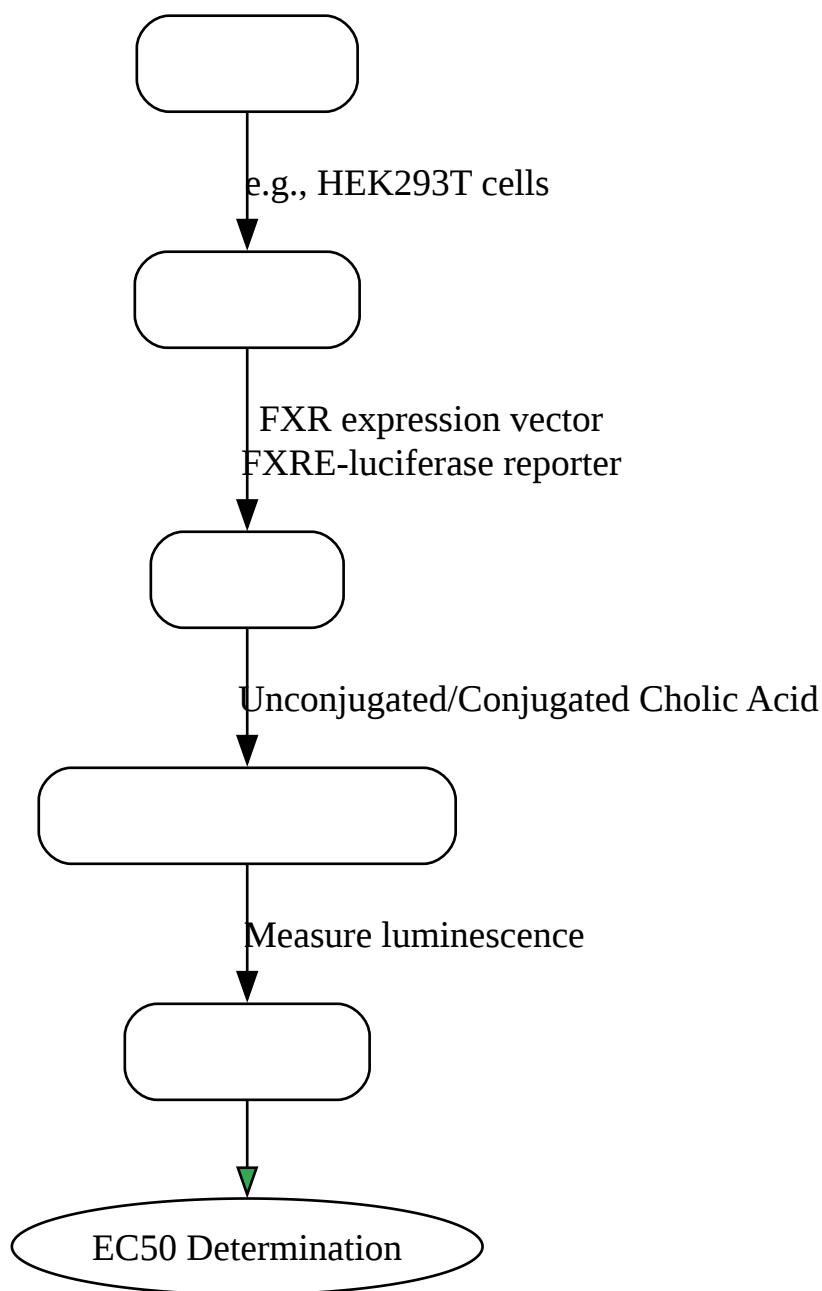 e.g., HEK293T cells
FXR expression vector
FXRE-luciferase reporter
Unconjugated/Conjugated Cholic Acid
Measure luminescence
EC50 Determination